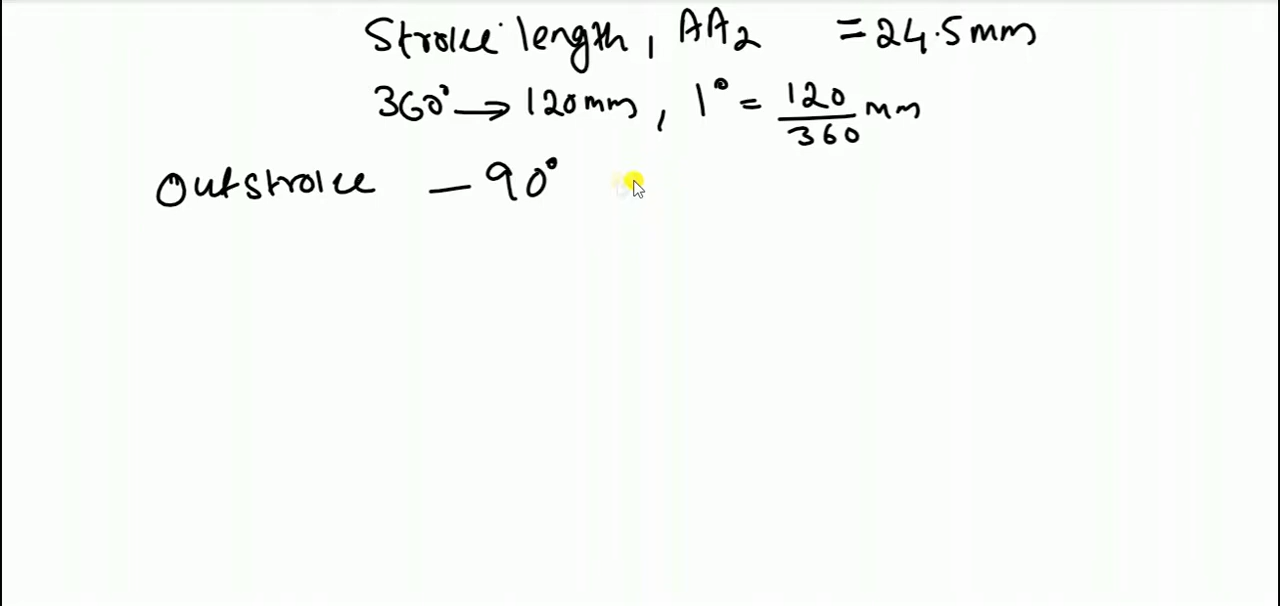 Stroke length, AA2 = 24.5mm
360° → 120mm, 1° = 120/360 mm
Outstroke — 90°